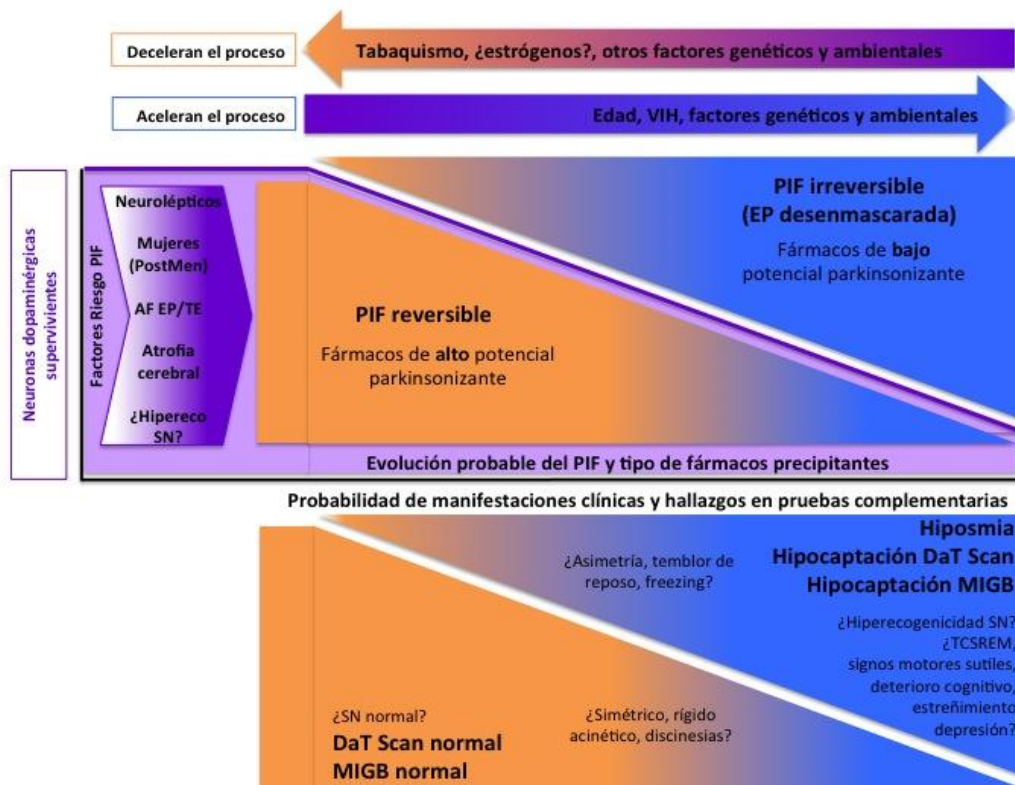 Deceleran el proceso
Tabaquismo, ¿estrógenos?, otros factores genéticos y ambientales
Aceleran el proceso
Edad, VIH, factores genéticos y ambientales
Neuronas dopaminérgicas
supervivientes
Factores Riesgo PIF
Neurolépticos
Mujeres
(PostMen)
AF EP/TE
Atrofia
cerebral
¿Hipereco
SN?
PIF reversible
Fármacos de alto potencial
parkinsonizante
PIF irreversible
(EP desenmascarada)
Fármacos de bajo
potencial parkinsonizante
Evolución probable del PIF y tipo de fármacos precipitantes
Probabilidad de manifestaciones clínicas y hallazgos en pruebas complementarias
Hiposmia
Hipocaptación DaT Scan
Hipocaptación MIGB
¿Asimetría, temblor de
reposo, freezing?
¿Hiperecogenicidad SN?
¿TCSREM,
signos motores sutiles,
deterioro cognitivo,
estreñimiento
depresión?
¿SN normal?
DaT Scan normal
MIGB normal
¿Simétrico, rígido
acinético, discinesias?